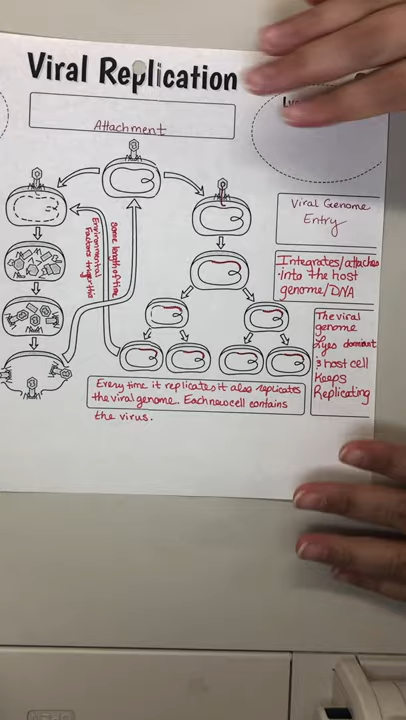 Viral Replication
Attachment
Viral Genome
Entry
Integrates/attaches
into the host
genome/DNA
The viral
genome
lyes dormant
& host cell
keeps
Replicating
Some length of time
Environmental
Factors trigger this
Every time it replicates it also replicates
the viral genome. Each new cell contains
the virus.